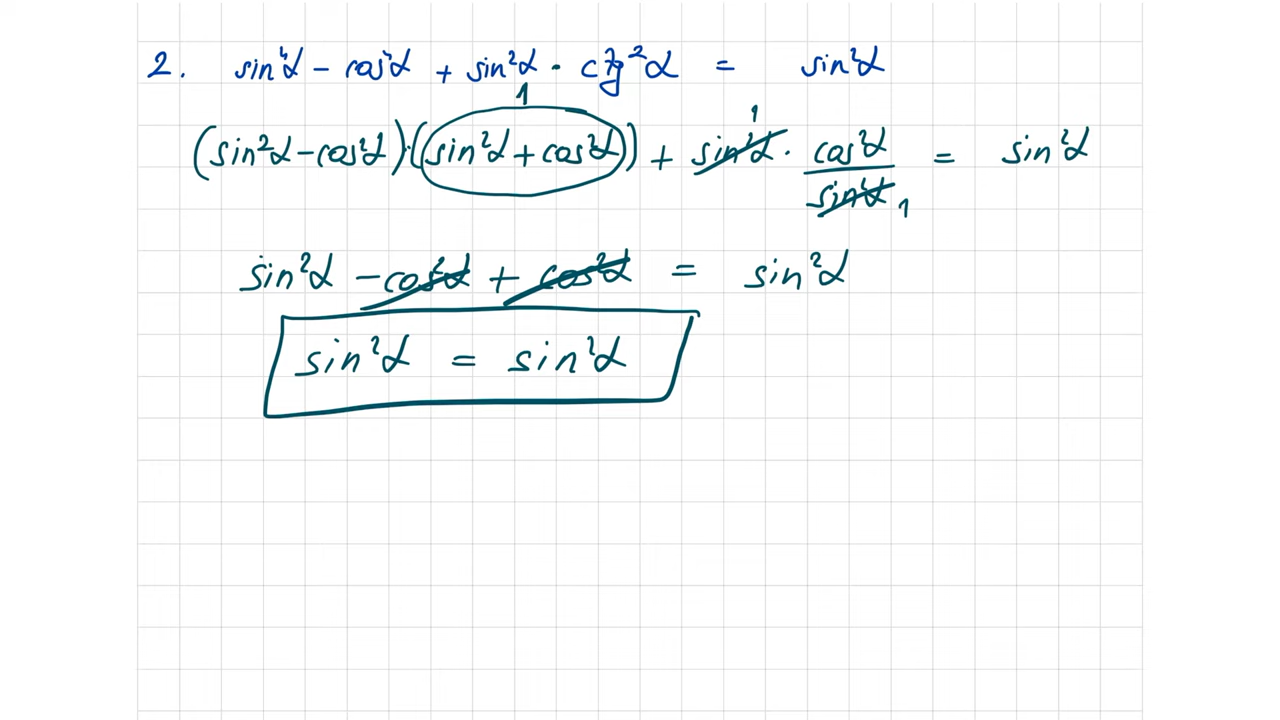 2. sin⁴α − cos⁴α + sin²α · ctg²α = sin²α
1
(sin²α − cos²α)·((sin²α + cos²α)) + sin²α · cos²α/sin²α = sin²α
1 1
sin²α − cos²α + cos²α = sin²α
sin²α = sin²α